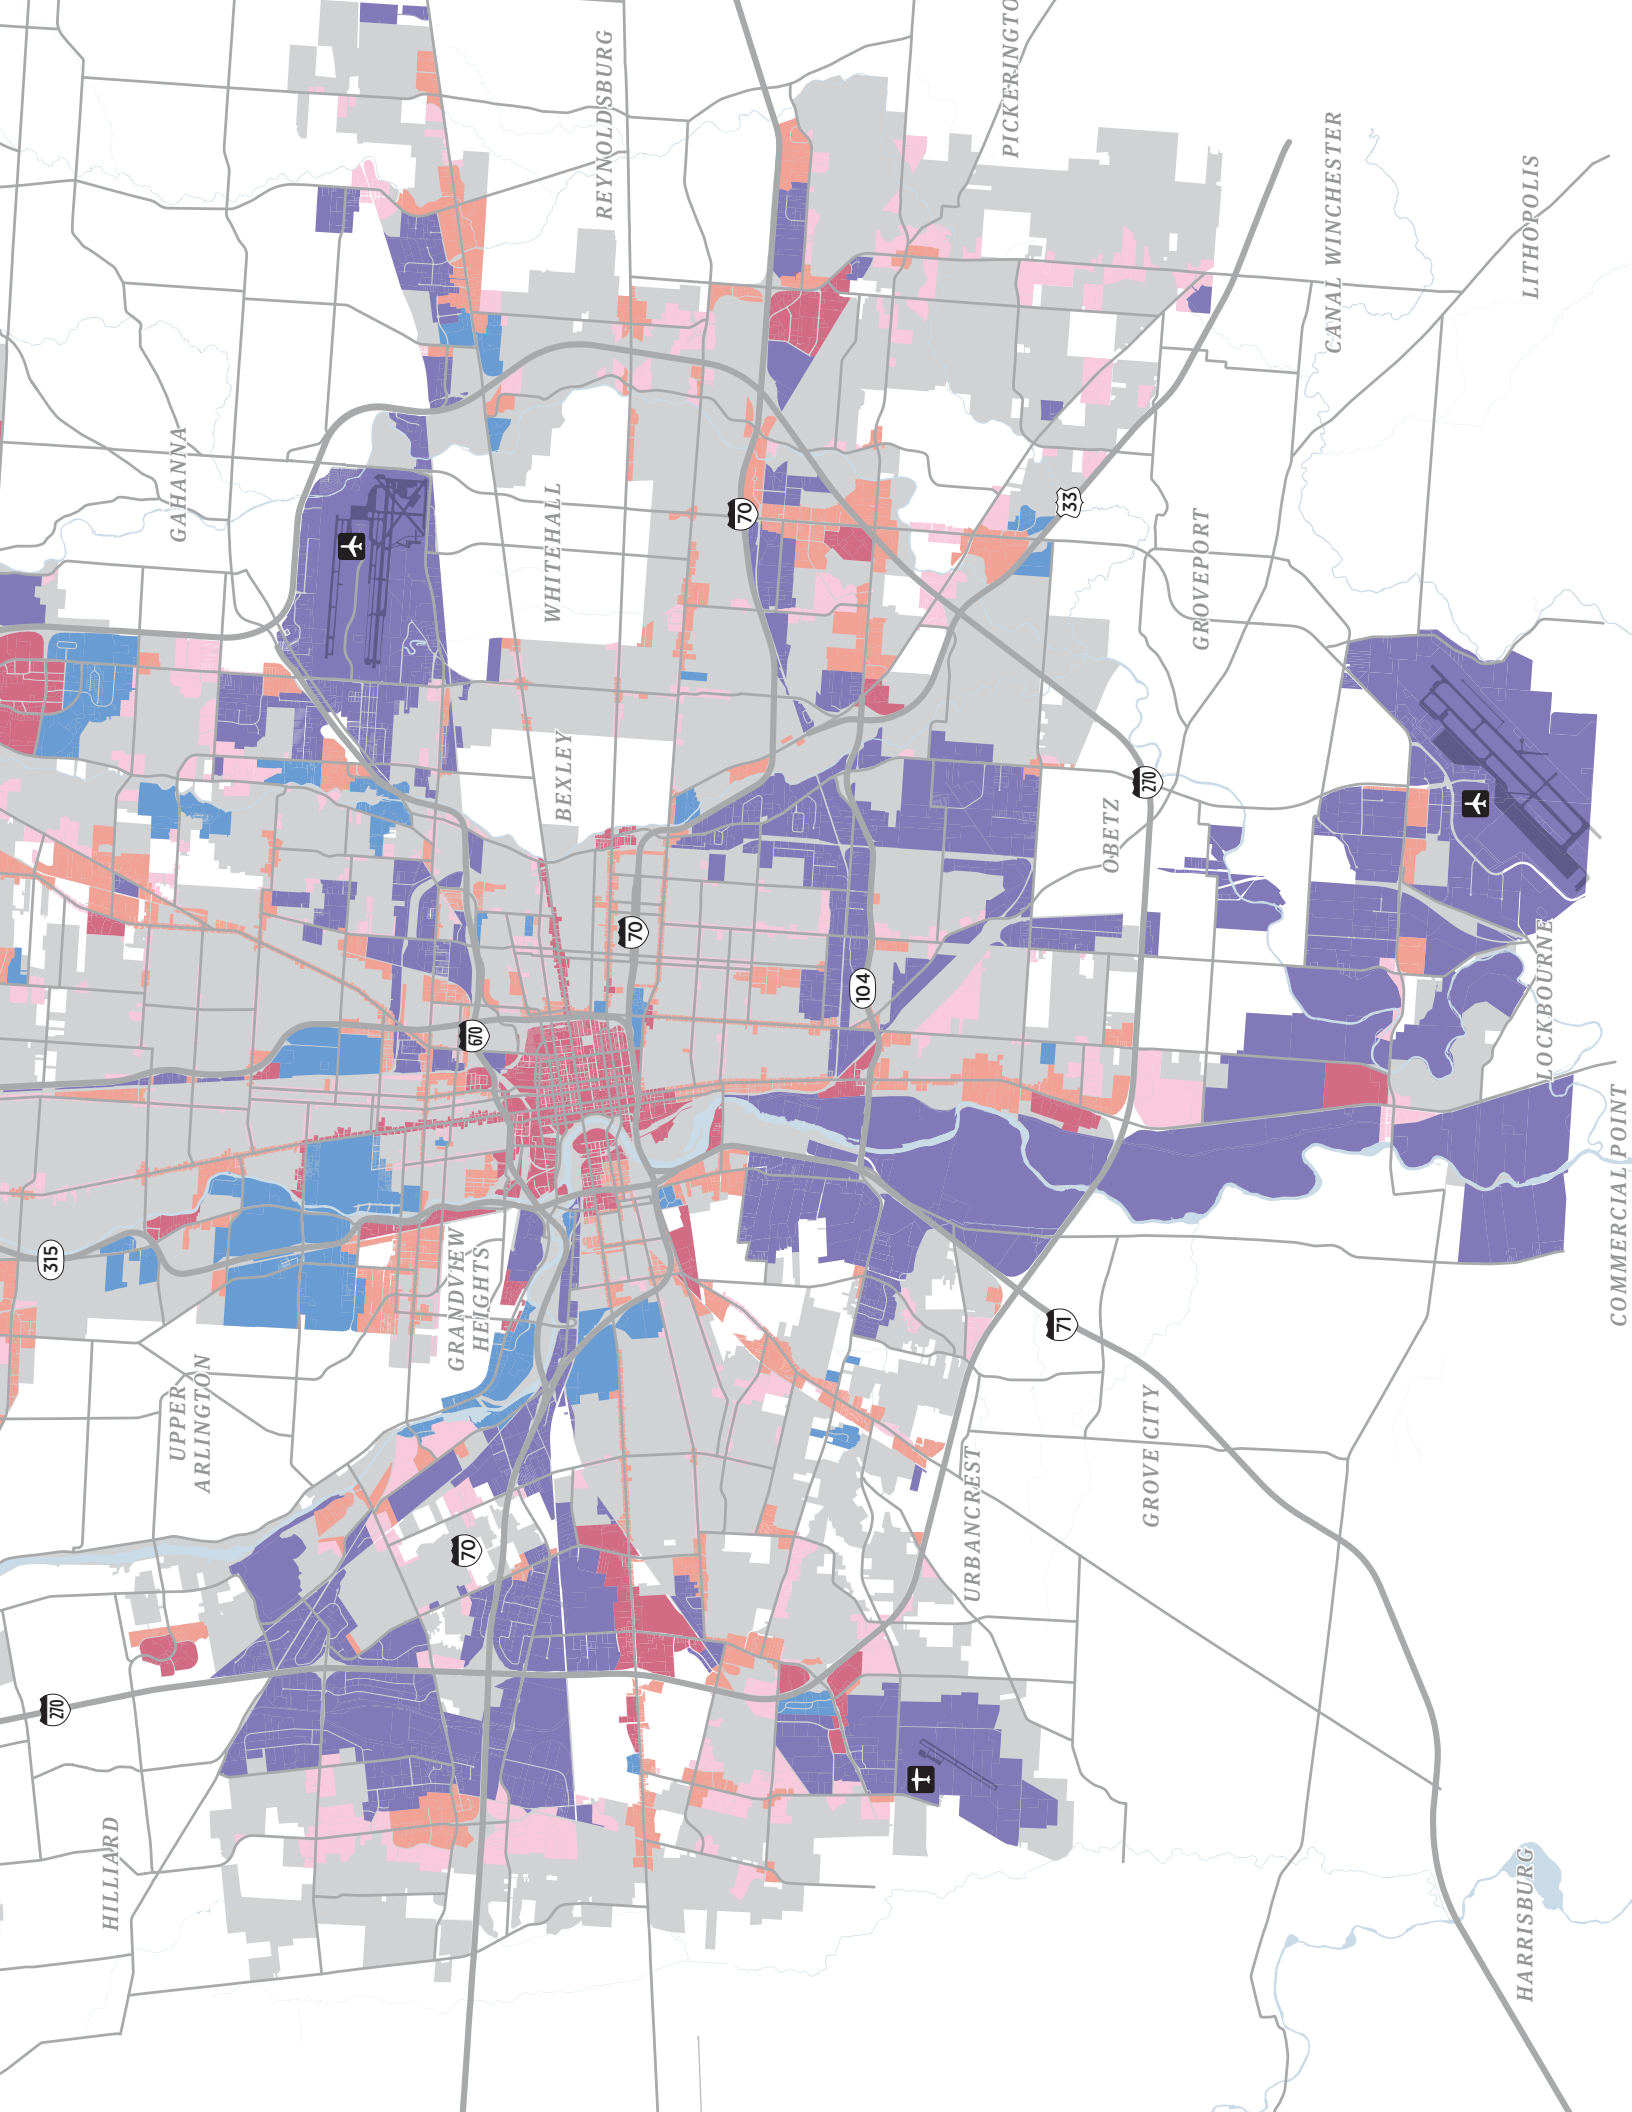 270
315
HILLIARD
UPPER
ARLINGTON
GAHANNA
70
GRANDVIEW
HEIGHTS
670
BEXLEY
WHITEHALL
REYNOLDSBURG
70
70
104
URBANCREST
PICKERINGTO
71
33
OBETZ
270
GROVE CITY
GROVEPORT
CANAL WINCHESTER
HARRISBURG
LOCKBOURNE
LITHOPOLIS
COMMERCIAL POINT